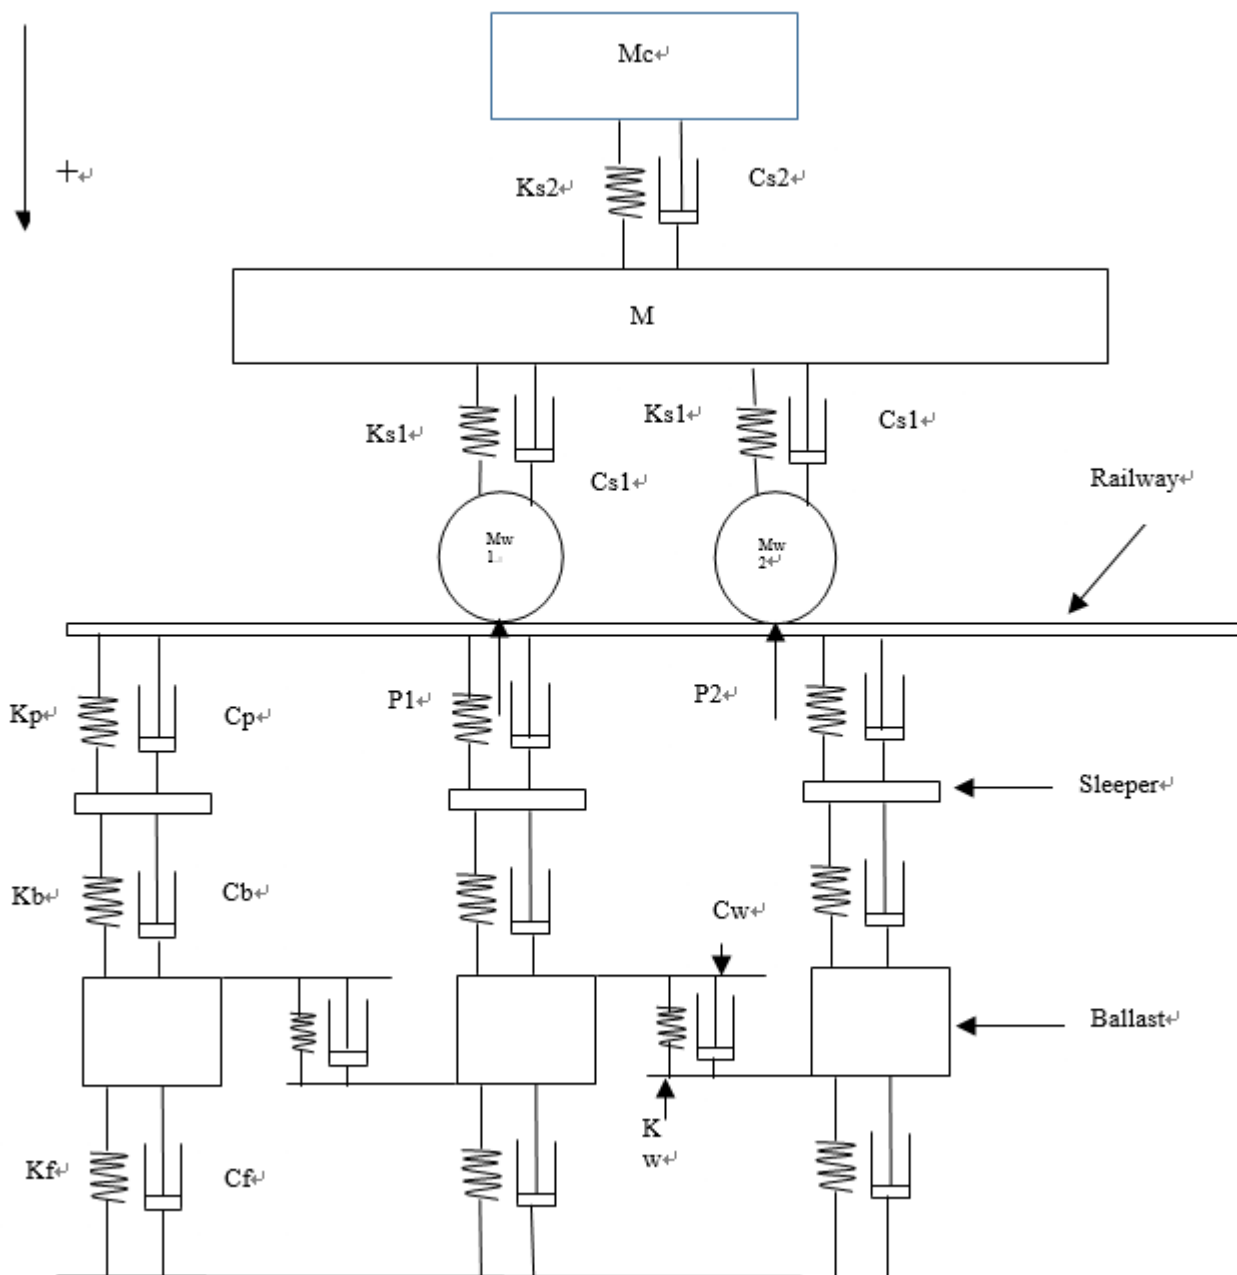 Mc↵
+↵
Ks2↵
Cs2↵
M
Ks1↵
Ks1↵
Cs1↵
Cs1↵
Railway↵
Mw
1↵
Mw
2↵
Kp↵
Cp↵
P1↵
P2↵
Sleeper↵
Kb↵
Cb↵
Cw↵
Ballast↵
K
w↵
Kf↵
Cf↵